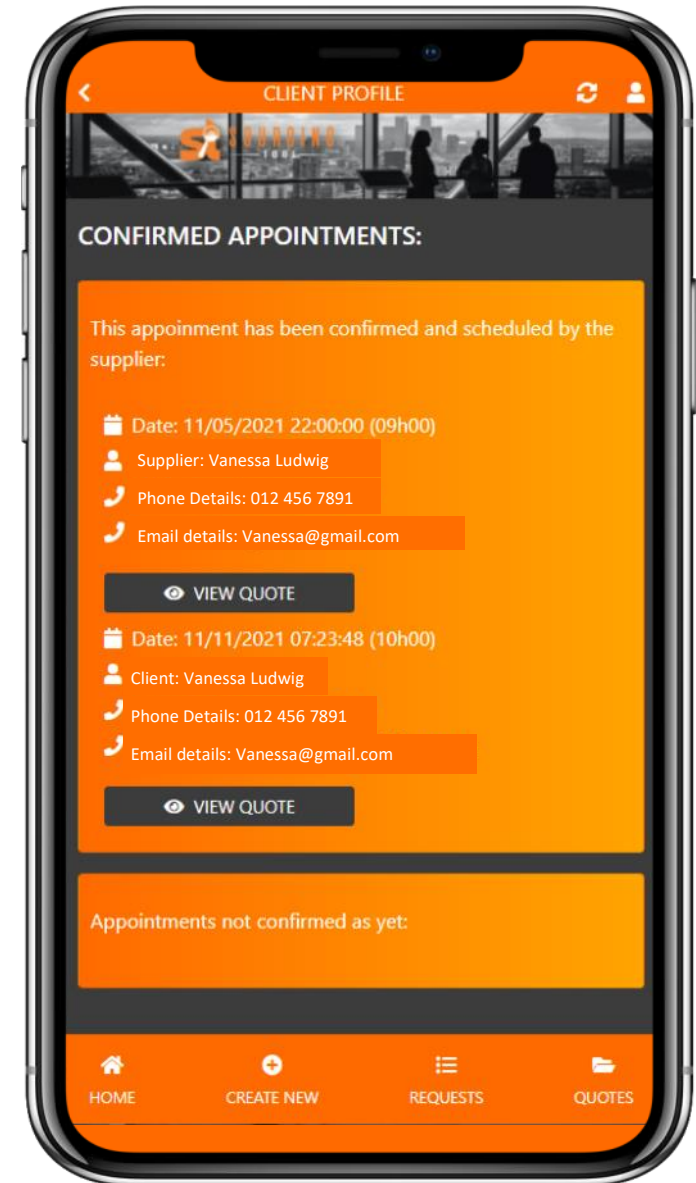 CLIENT PROFILE
SOURCING
TOOL
CONFIRMED APPOINTMENTS:
This appoinment has been confirmed and scheduled by the
supplier:
Date: 11/05/2021 22:00:00 (09h00)
Supplier: Vanessa Ludwig
Phone Details: 012 456 7891
Email details: Vanessa@gmail.com
VIEW QUOTE
Date: 11/11/2021 07:23:48 (10h00)
Client: Vanessa Ludwig
Phone Details: 012 456 7891
Email details: Vanessa@gmail.com
VIEW QUOTE
Appointments not confirmed as yet:
HOME CREATE NEW REQUESTS QUOTES